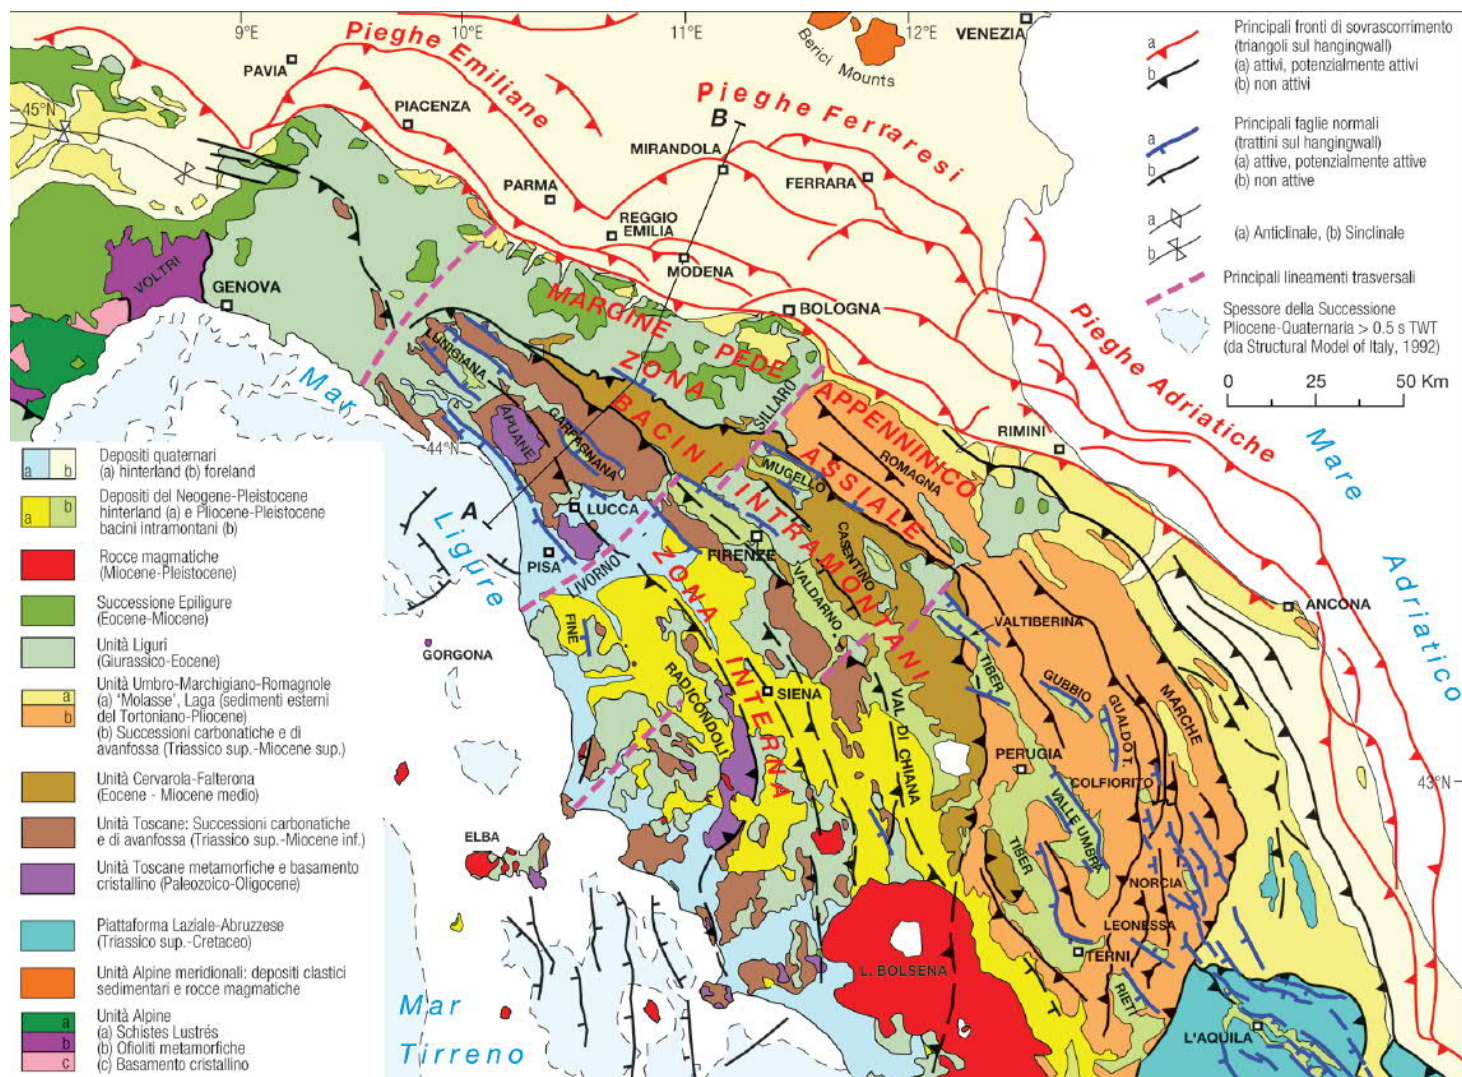 9°E
10°E
11°E
12°E
VENEZIA
Berici Mounts
Pieghe Emiliane
PAVIA
45°N
PIACENZA
Pieghe Ferraresi
B
MIRANDOLA
FERRARA
PARMA
REGGIO
EMILIA
MODENA
BOLOGNA
VOLTRI
GENOVA
MARGINE PEDE APPENNINICO
ZONA ASSIALE
BACINI INTRAMONTANI
ZONA INTERNA
Pieghe Adriatiche
Mar Ligure
Mare Adriatico
Mar
Tirreno
LUNIGIANA
APUANE
GARFAGNANA
SILLARO
44°N
A
LUCCA
PISA
LIVORNO
MUGELLO
ROMAGNA
RIMINI
FIRENZE
CASENTINO
VALDARNO
FINE
GORGONA
RADICONDOLI
SIENA
VAL DI CHIANA
VALTIBERINA
TIBER
GUBBIO
GUALDO T.
MARCHE
ANCONA
PERUGIA
COLFIORITO
VALLE UMBRA
43°N
ELBA
TIBER
NORCIA
LEONESSA
TERNI
RIETI
L. BOLSENA
L'AQUILA
a
b
Principali fronti di sovrascorrimento
(triangoli sul hangingwall)
(a) attivi, potenzialmente attivi
(b) non attivi
a
b
Principali faglie normali
(trattini sul hangingwall)
(a) attive, potenzialmente attive
(b) non attive
a
b
(a) Anticlinale, (b) Sinclinale
Principali lineamenti trasversali
Spessore della Successione
Pliocene-Quaternaria > 0.5 s TWT
(da Structural Model of Italy, 1992)
0 25 50 Km
a b
Depositi quaternari
(a) hinterland (b) foreland
a b
Depositi del Neogene-Pleistocene
hinterland (a) e Pliocene-Pleistocene
bacini intramontani (b)
Rocce magmatiche
(Miocene-Pleistocene)
Successione Epiligure
(Eocene-Miocene)
Unità Liguri
(Giurassico-Eocene)
a
b
Unità Umbro-Marchigiano-Romagnole
(a) ‘Molasse’, Laga (sedimenti esterni
del Tortoniano-Pliocene)
(b) Successioni carbonatiche e di
avanfossa (Triassico sup.-Miocene sup.)
Unità Cervarola-Falterona
(Eocene - Miocene medio)
Unità Toscane: Successioni carbonatiche
e di avanfossa (Triassico sup.-Miocene inf.)
Unità Toscane metamorfiche e basamento
cristallino (Paleozoico-Oligocene)
Piattaforma Laziale-Abruzzese
(Triassico sup.-Cretaceo)
Unità Alpine meridionali: depositi clastici
sedimentari e rocce magmatiche
a
b
c
Unità Alpine
(a) Schistes Lustrés
(b) Ofioliti metamorfiche
(c) Basamento cristallino